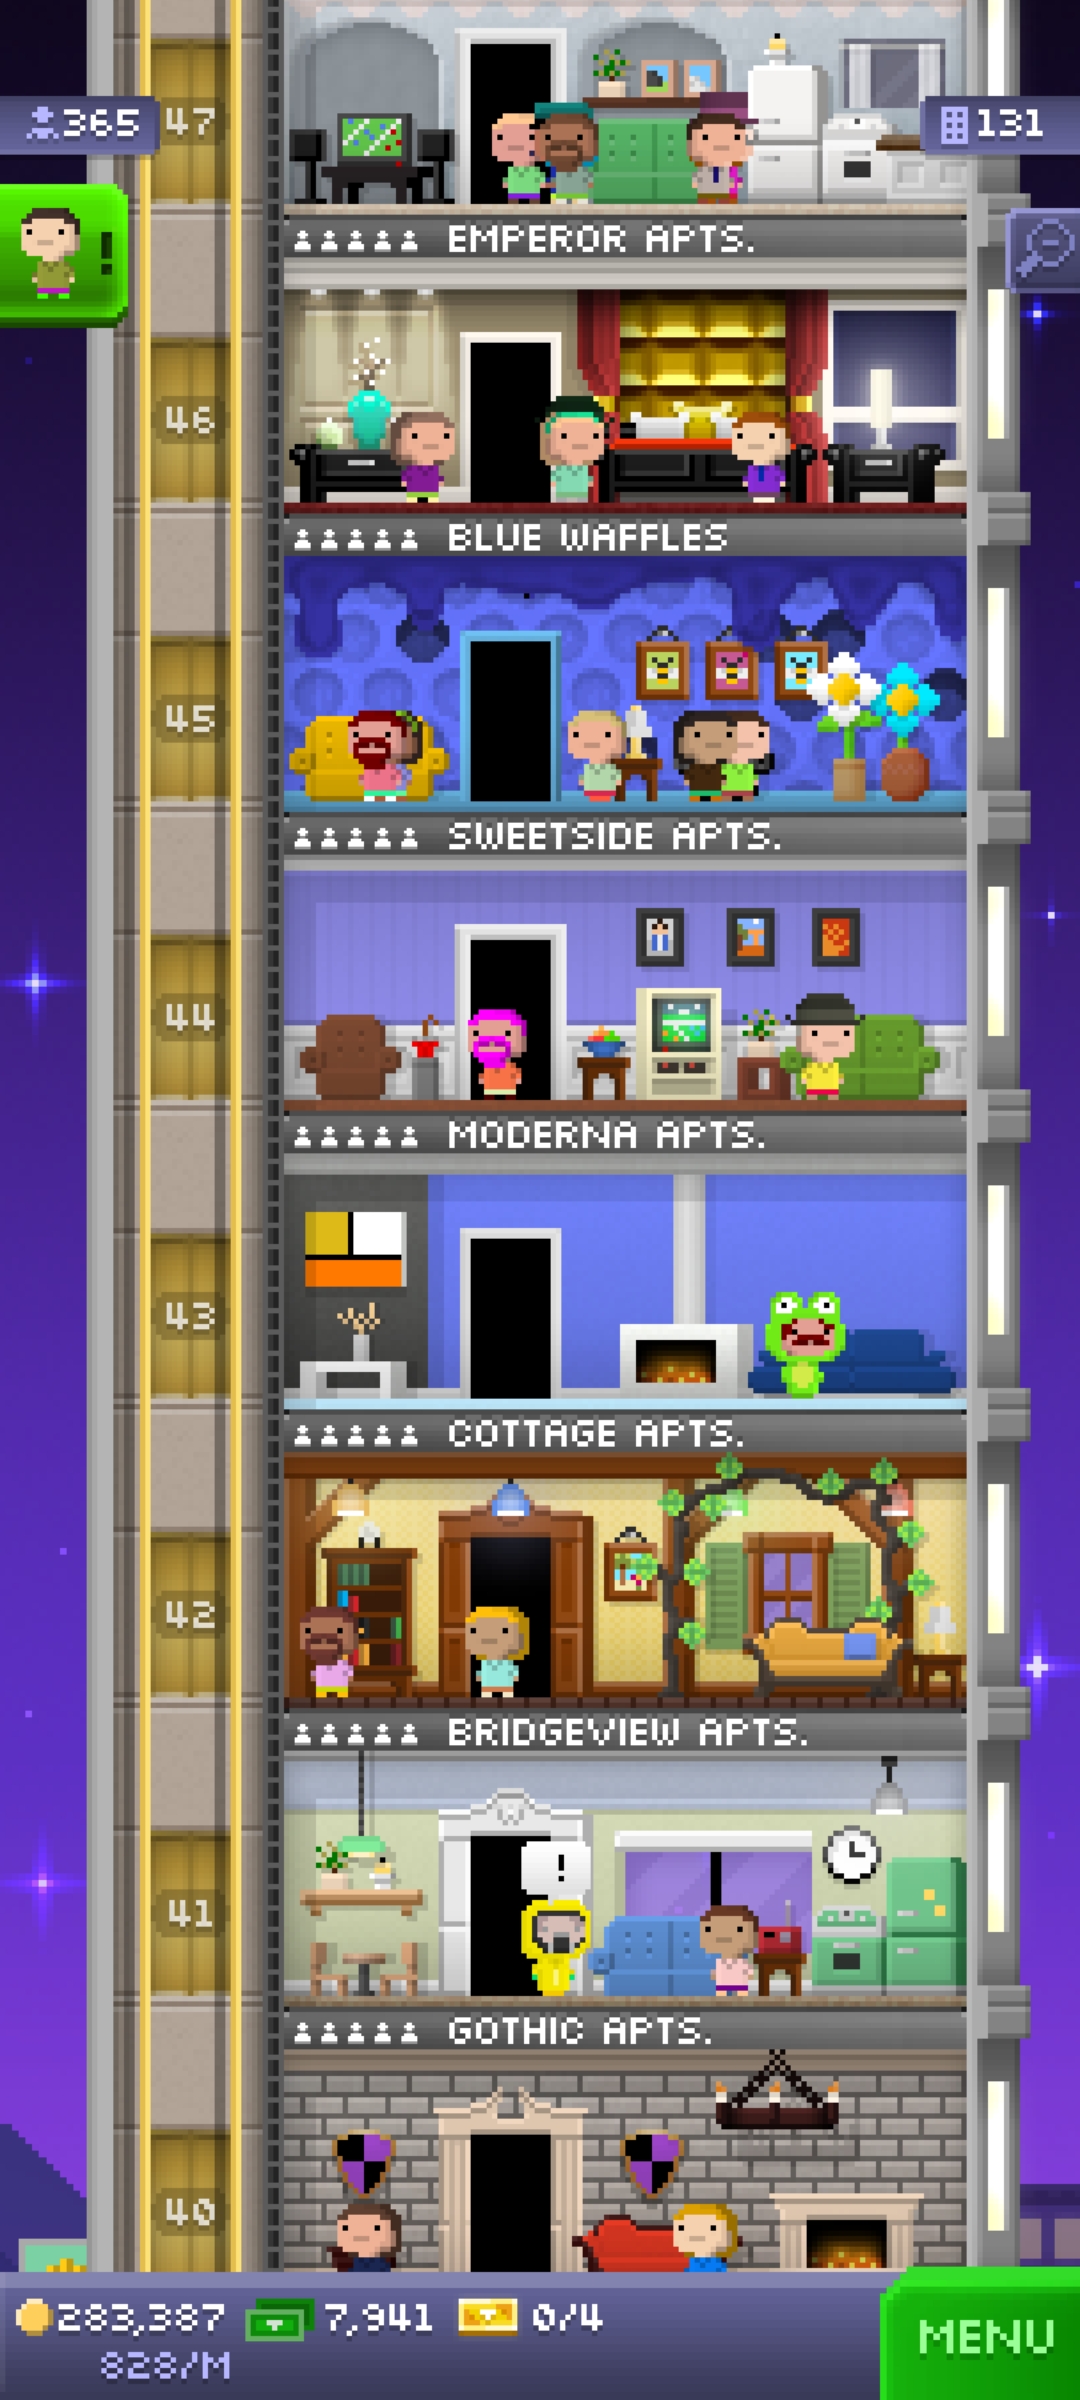 365
47
131
!
EMPEROR APTS.
46
BLUE WAFFLES
45
SWEETSIDE APTS.
44
MODERNA APTS.
43
COTTAGE APTS.
42
BRIDGEVIEW APTS.
!
41
GOTHIC APTS.
40
283,387 7,941 0/4
828/M
MENU